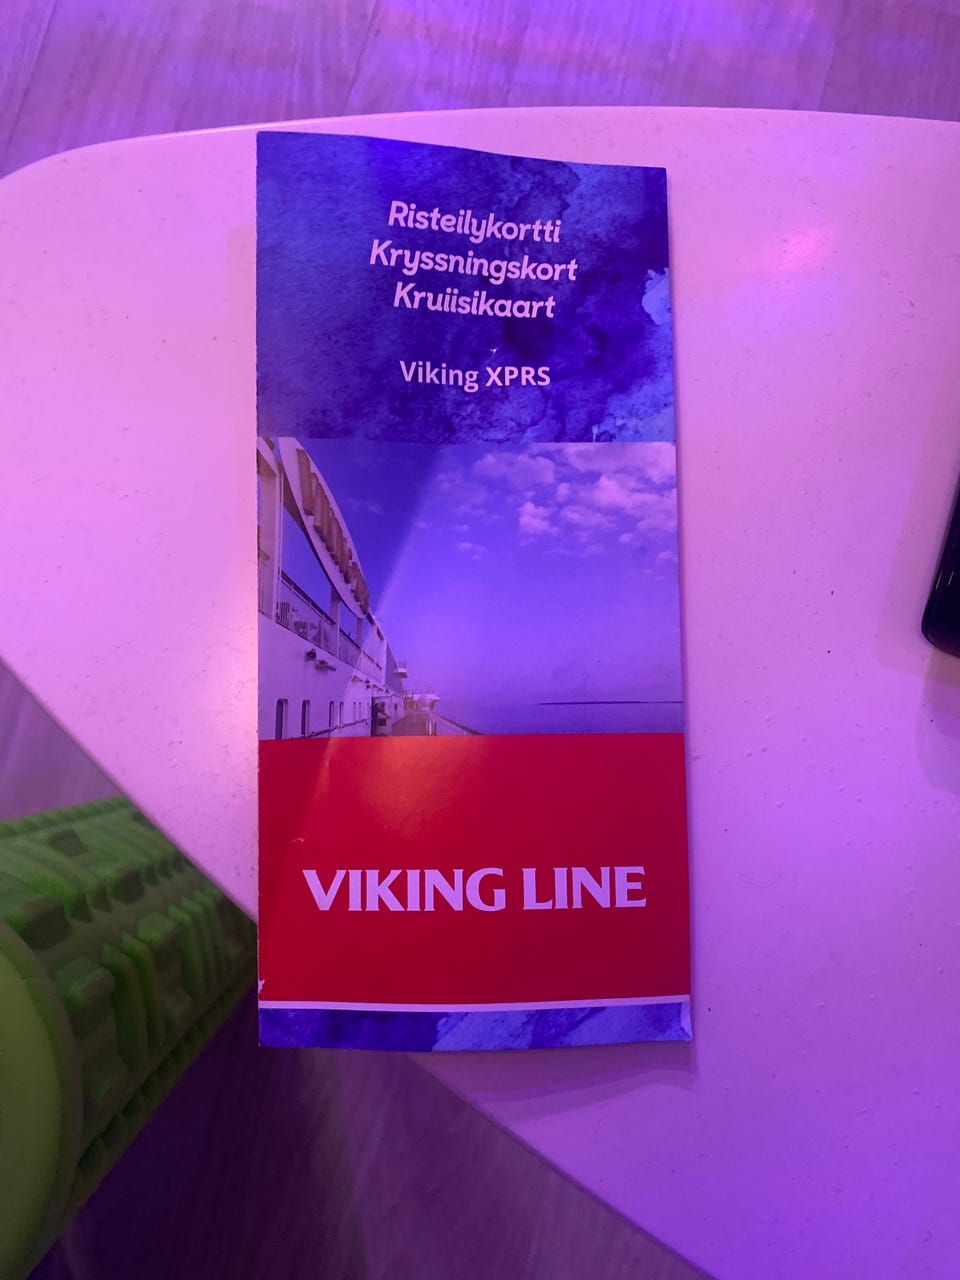 Risteilykortti
Kryssningskort
Kruiisikaart
Viking XPRS
VIKING LINE